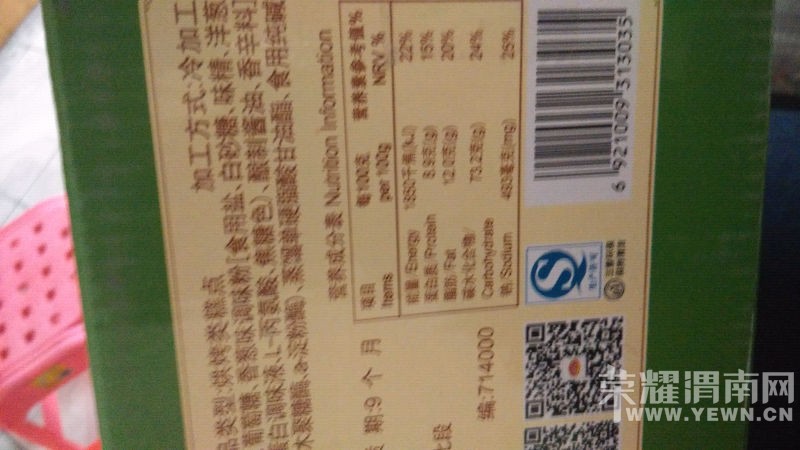 加工方式:冷加工
品类型:烘烤类糕点
葡萄糖、香葱味调味粉[食用盐、白砂糖、味精、洋葱
蛋白调味液、L-丙氨酸、焦糖色)、酿制酱油、香辛料]
木聚糖酶、a-淀粉酶)、蒸馏单硬脂酸甘油酯、食用纯碱
营养成分表 Nutrition Information
项目 每100克 营养素参考值%
Items per 100g NRV %
能量/Energy 1850千焦(kJ) 22%
蛋白质/Protein 8.9克(g) 15%
脂肪/Fat 12.0克(g) 20%
碳水化合物/ 73.2克(g) 24%
Carbohydrate
钠/Sodium 493毫克(mg) 25%
期:9 个 月
七段
编:714000
6 921009 313035
荣耀渭南网
WWW.YEWN.CN